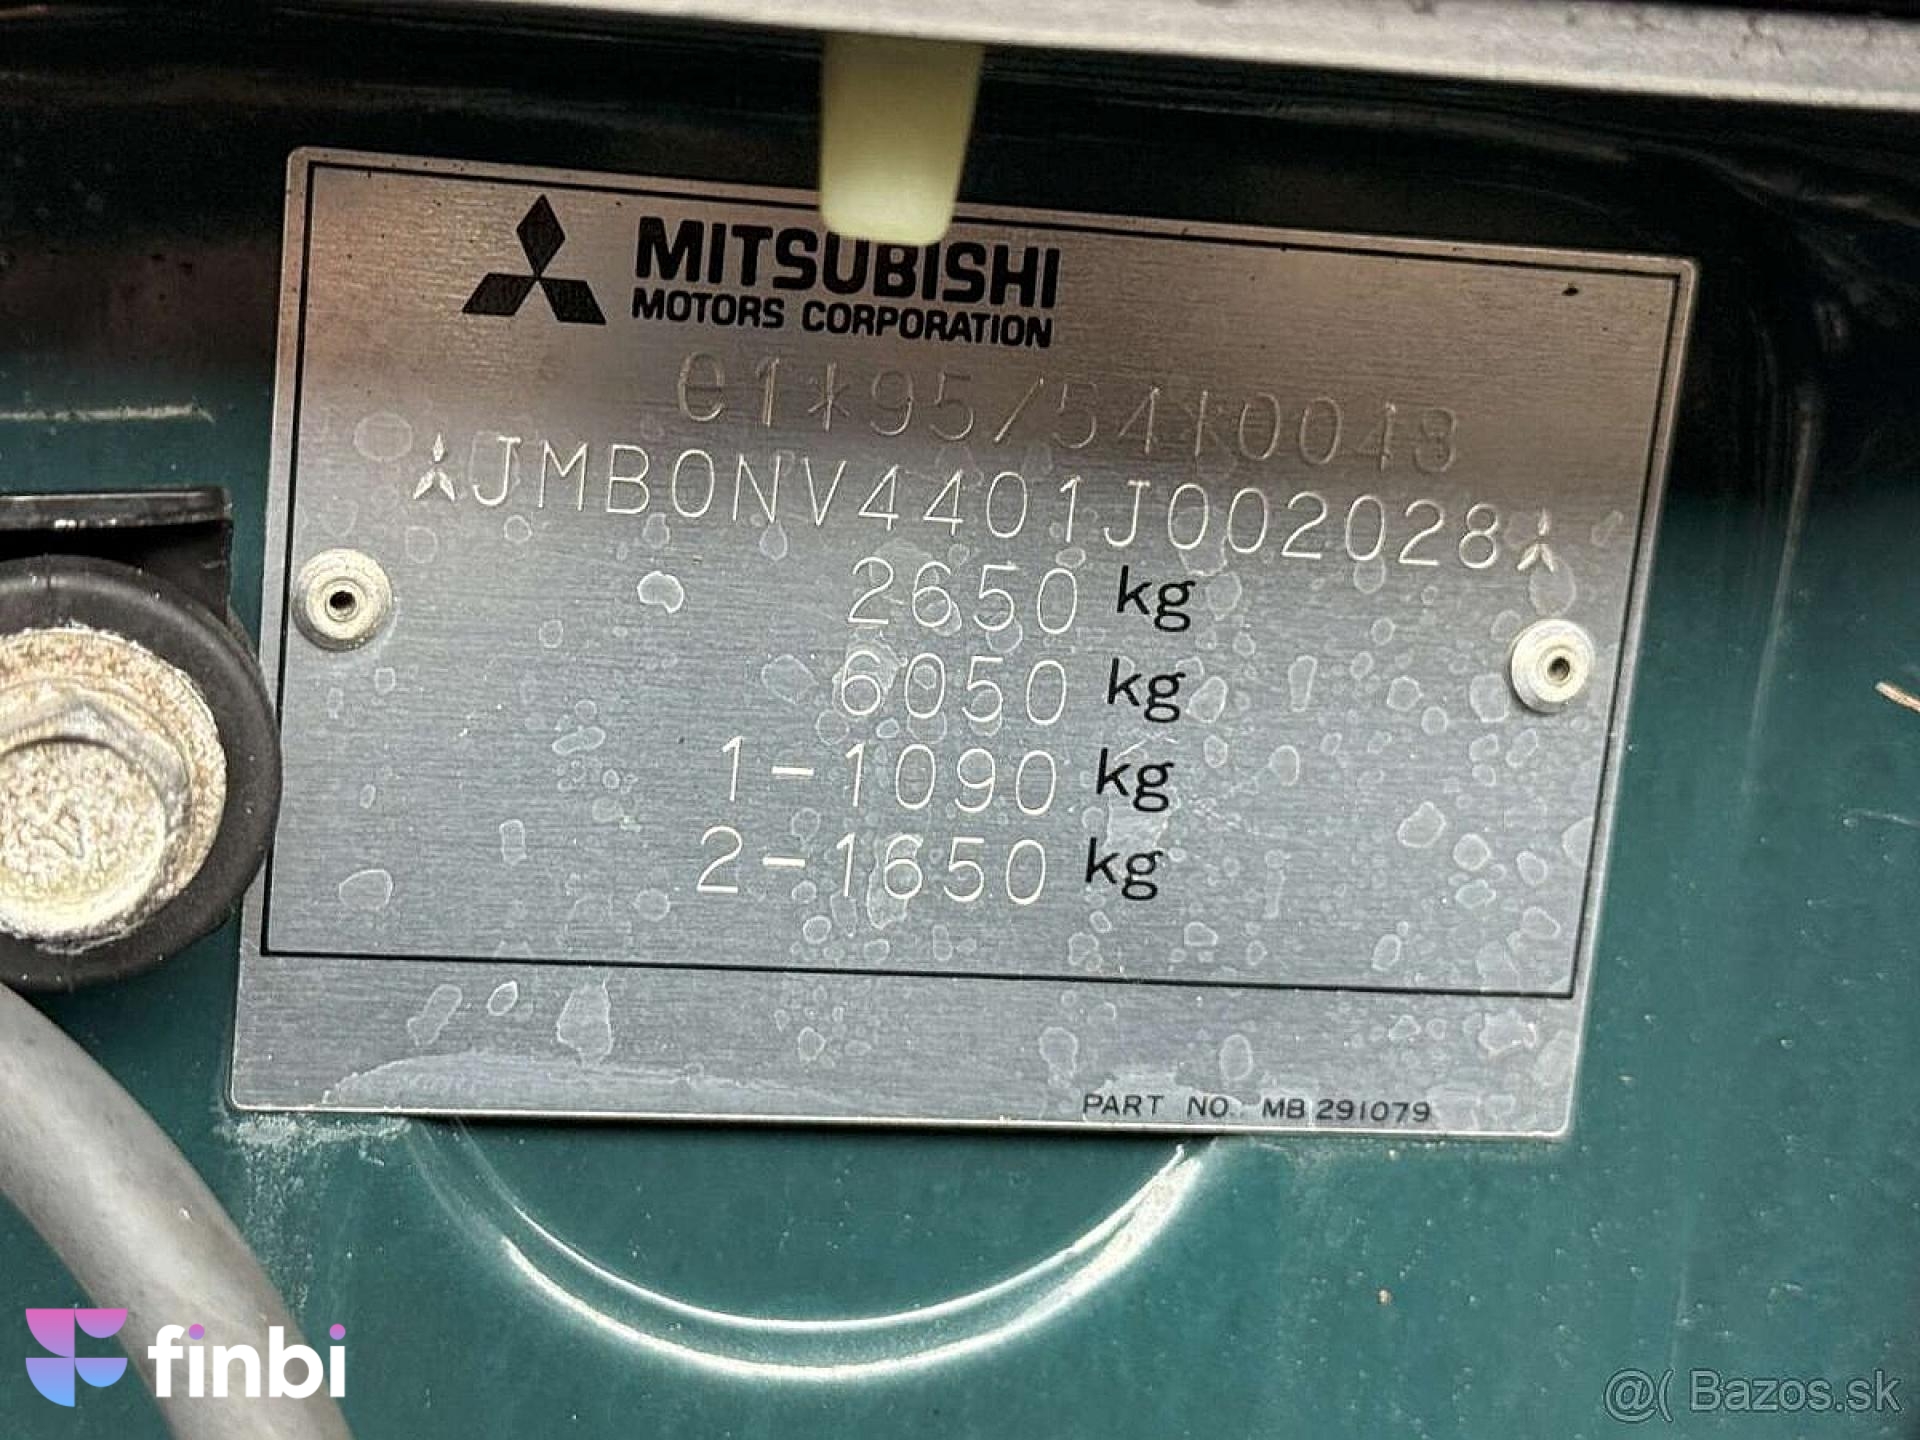 MITSUBISHI
MOTORS CORPORATION
e1*95/54*0043
JMB0NV4401J002028
2650 kg
6050 kg
1-1090 kg
2-1650 kg
PART NO. MB 291079
finbi
@( Bazos.sk